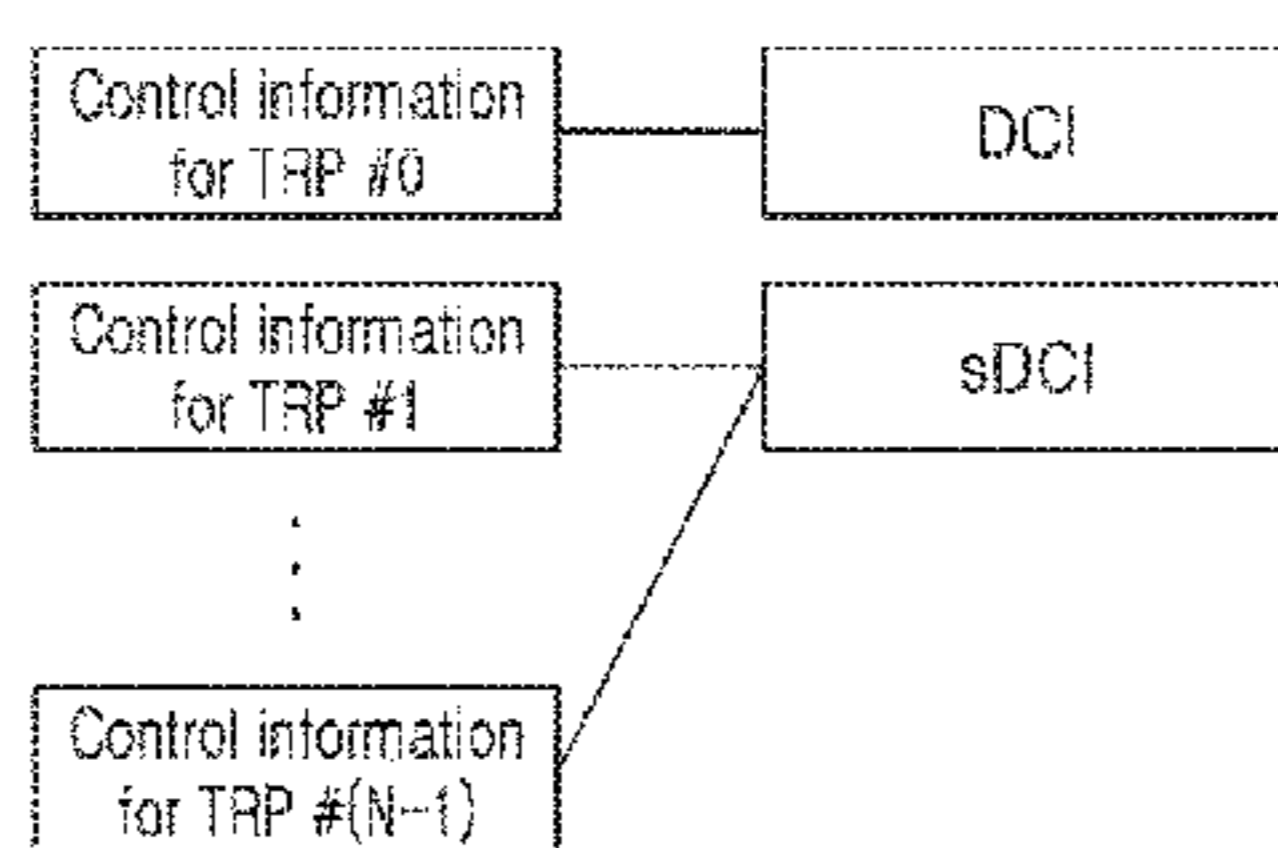 Control information
for TRP #0
DCI
Control information
for TRP #1
sDCI
Control information
for TRP #(N-1)